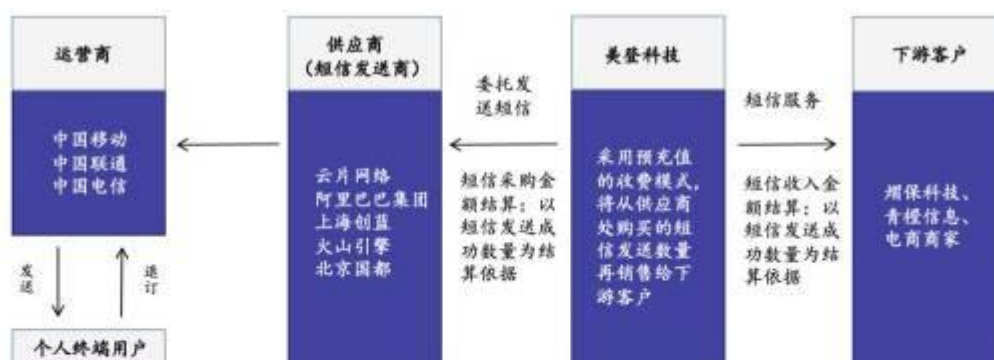 运营商
中国移动
中国联通
中国电信
发送
退订
个人终端用户
供应商
(短信发送商)
云片网络
阿里巴巴集团
上海创蓝
火山引擎
北京国都
委托发
送短信
短信采购金
额结算：以
短信发送成
功数量为结
算依据
美登科技
采用预充值
的收费模式，
将从供应商
处购买的短
信发送数量
再销售给下
游客户
短信服务
短信收入金
额结算：以
短信发送成
功数量为结
算依据
下游客户
熠保科技、
青橙信息、
电商商家